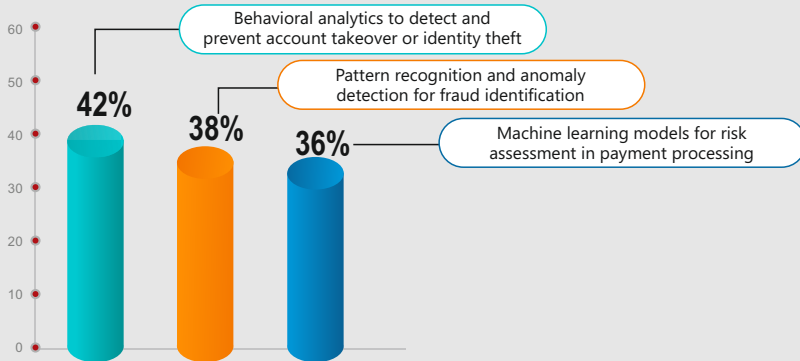 Behavioral analytics to detect and
prevent account takeover or identity theft
Pattern recognition and anomaly
detection for fraud identification
Machine learning models for risk
assessment in payment processing
42%
38%
36%
60
50
40
30
20
10
0